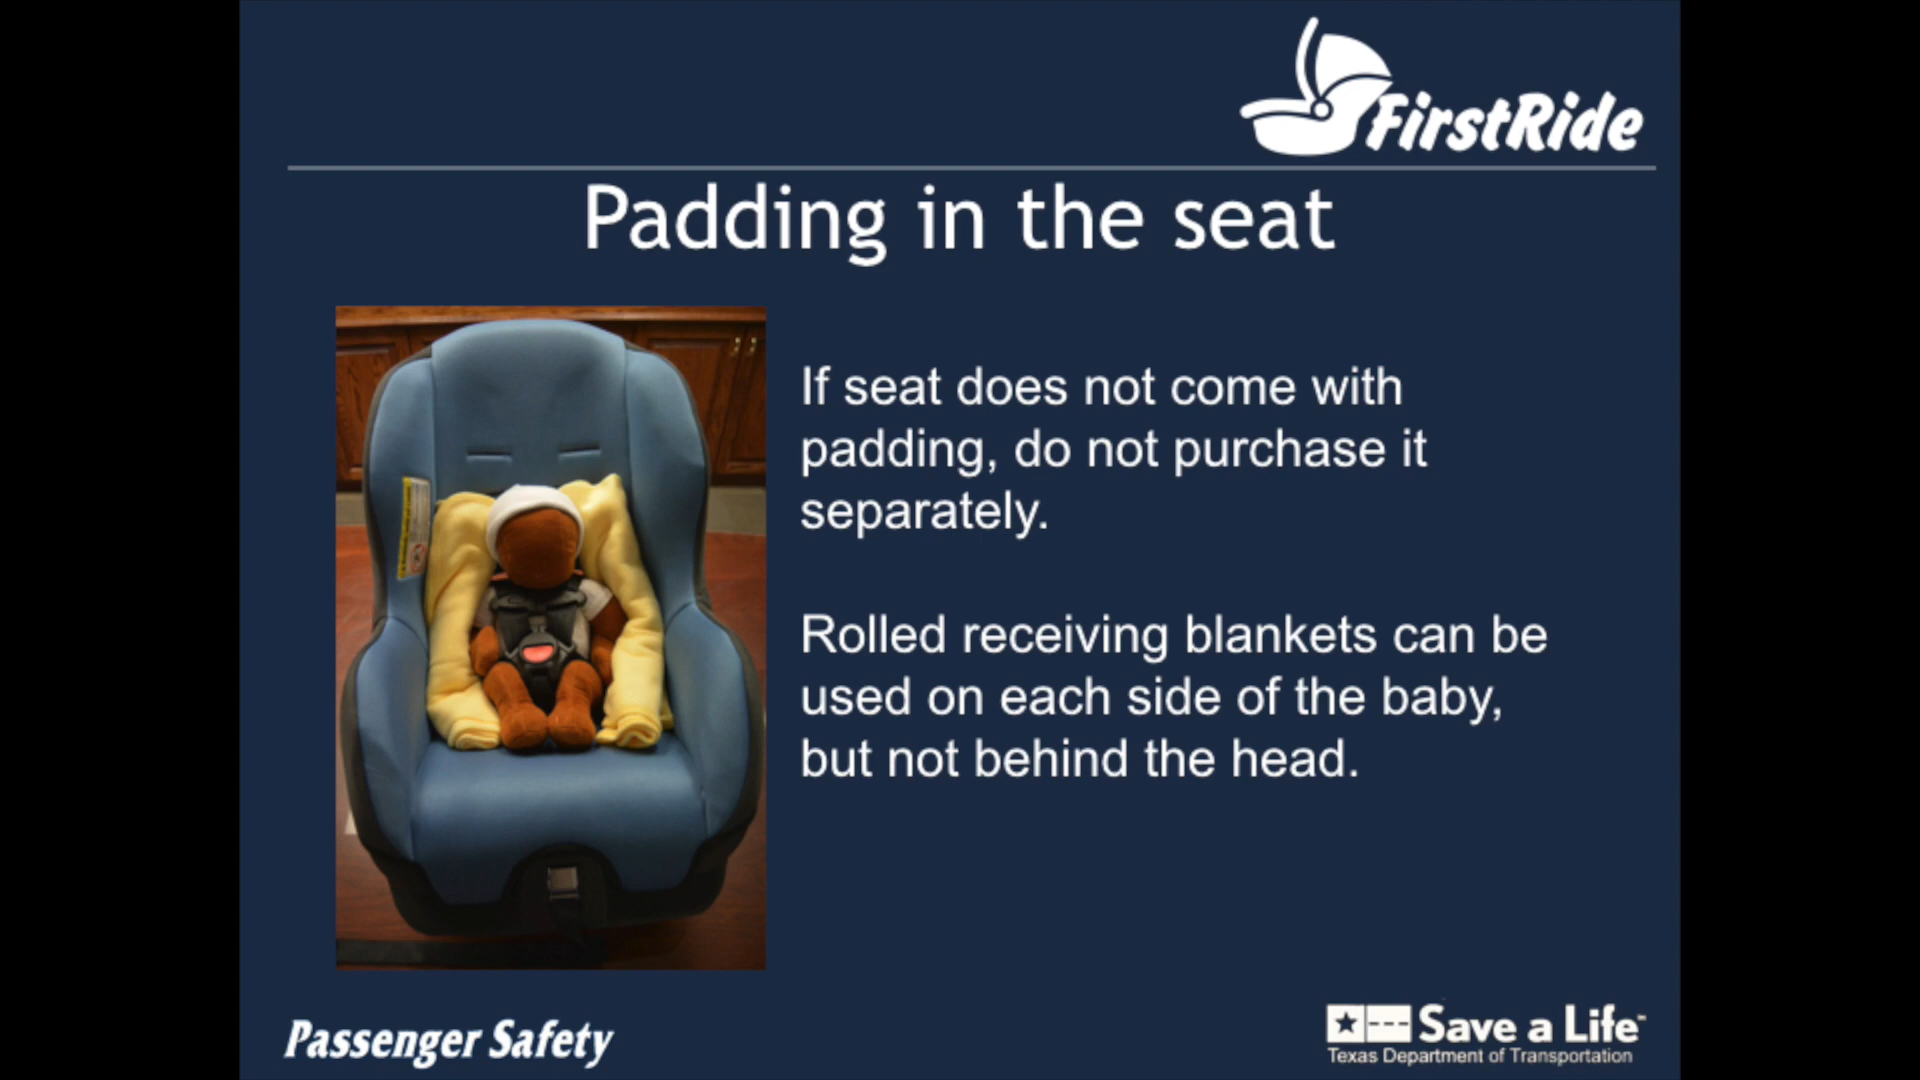 FirstRide
Padding in the seat
If seat does not come with
padding, do not purchase it
separately.
Rolled receiving blankets can be
used on each side of the baby,
but not behind the head.
Passenger Safety
Save a Life™
Texas Department of Transportation